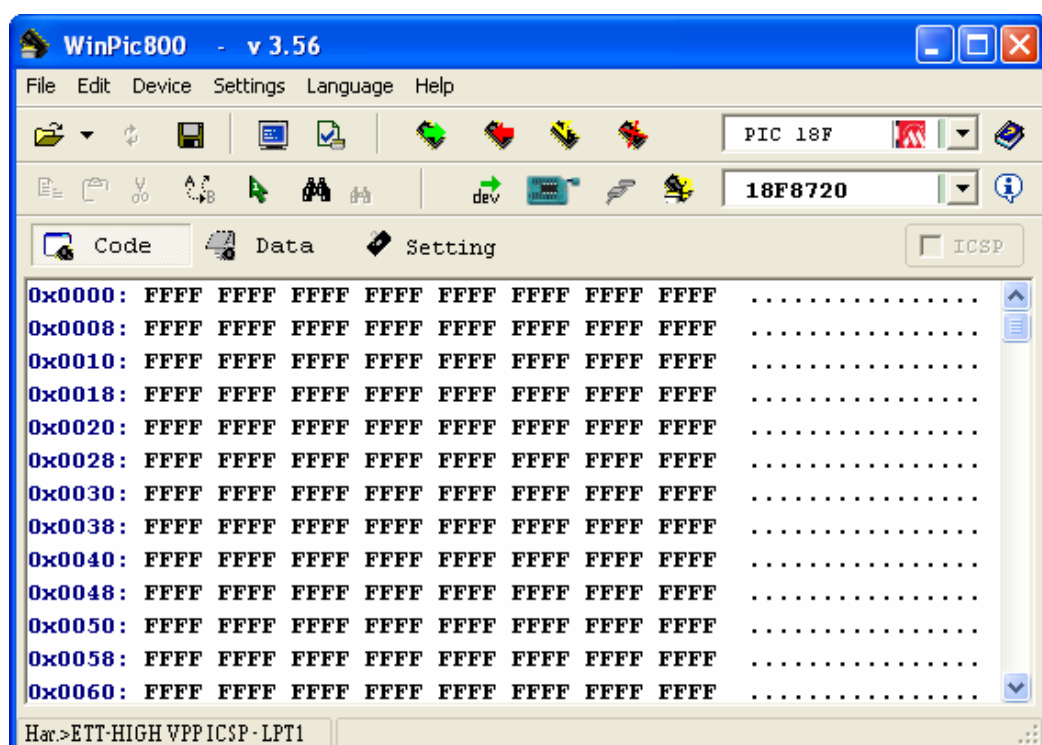 WinPic800 - v 3.56
File Edit Device Settings Language Help
PIC 18F
dev 18F8720
Code Data Setting ICSP
0x0000: FFFF FFFF FFFF FFFF FFFF FFFF FFFF FFFF ................
0x0008: FFFF FFFF FFFF FFFF FFFF FFFF FFFF FFFF ................
0x0010: FFFF FFFF FFFF FFFF FFFF FFFF FFFF FFFF ................
0x0018: FFFF FFFF FFFF FFFF FFFF FFFF FFFF FFFF ................
0x0020: FFFF FFFF FFFF FFFF FFFF FFFF FFFF FFFF ................
0x0028: FFFF FFFF FFFF FFFF FFFF FFFF FFFF FFFF ................
0x0030: FFFF FFFF FFFF FFFF FFFF FFFF FFFF FFFF ................
0x0038: FFFF FFFF FFFF FFFF FFFF FFFF FFFF FFFF ................
0x0040: FFFF FFFF FFFF FFFF FFFF FFFF FFFF FFFF ................
0x0048: FFFF FFFF FFFF FFFF FFFF FFFF FFFF FFFF ................
0x0050: FFFF FFFF FFFF FFFF FFFF FFFF FFFF FFFF ................
0x0058: FFFF FFFF FFFF FFFF FFFF FFFF FFFF FFFF ................
0x0060: FFFF FFFF FFFF FFFF FFFF FFFF FFFF FFFF ................
Har.>ETT-HIGH VPP ICSP - LPT1